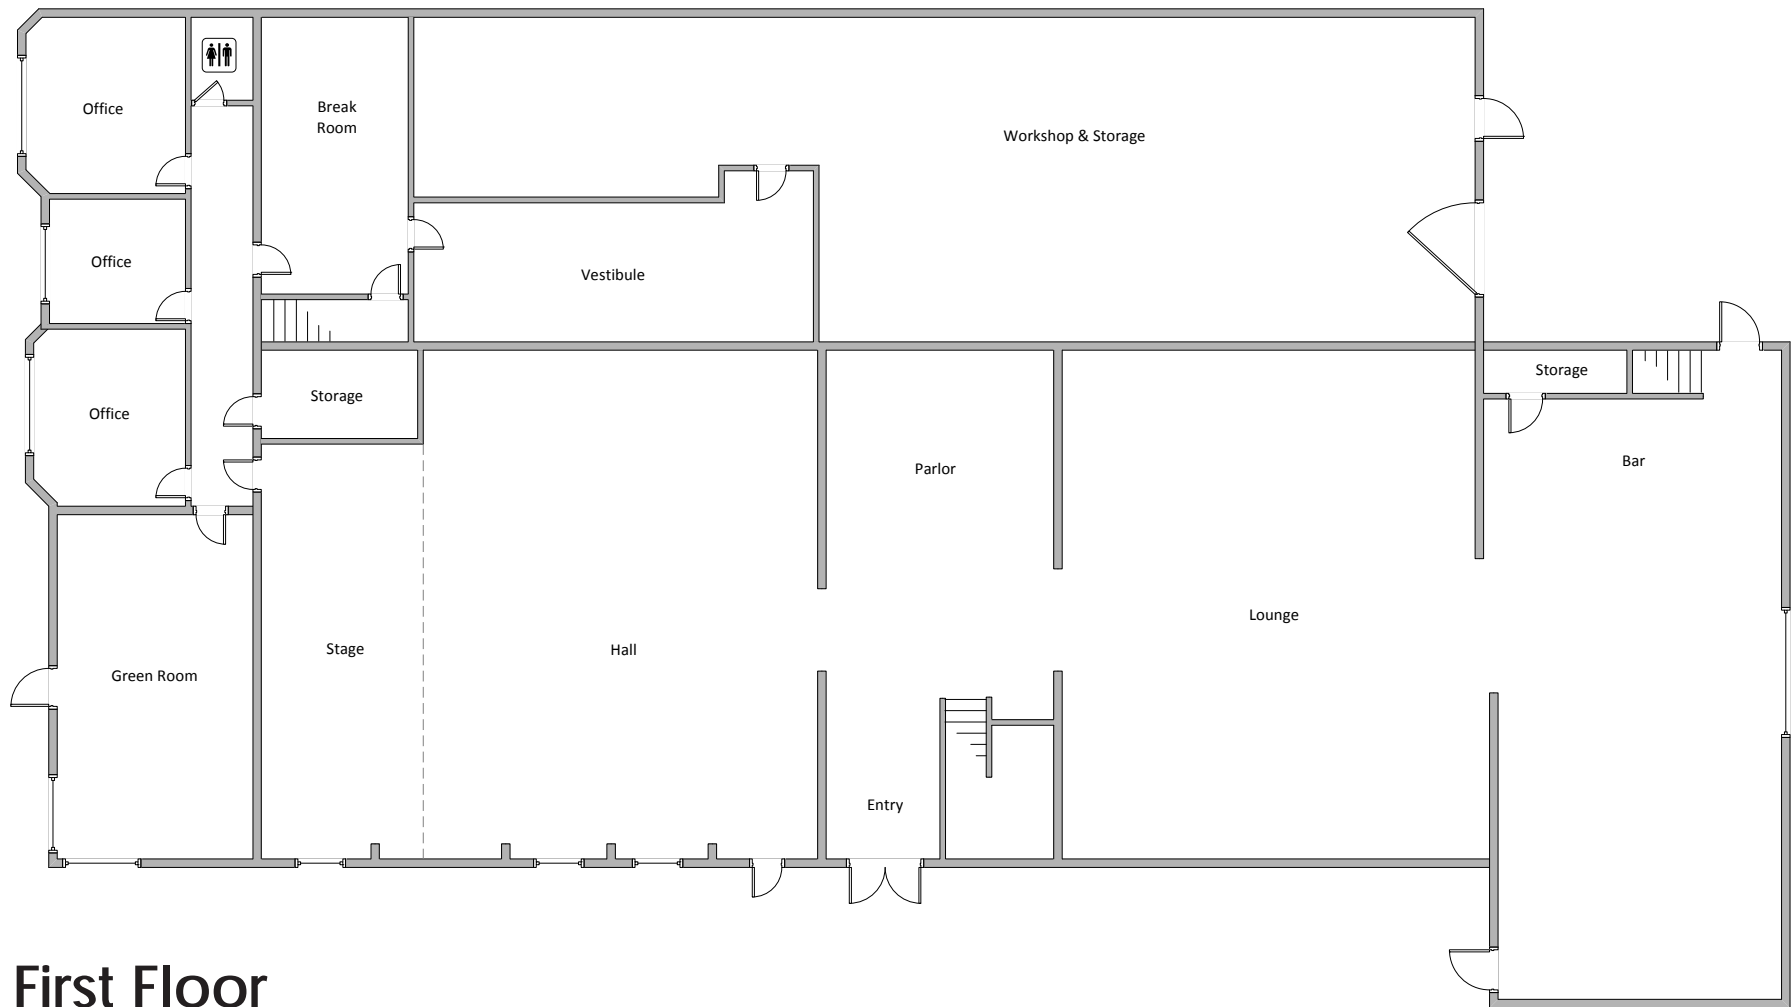 Office
Break
Room
Workshop & Storage
Office
Vestibule
Storage
Storage
Office
Parlor
Bar
Lounge
Stage
Hall
Green Room
Entry
First Floor